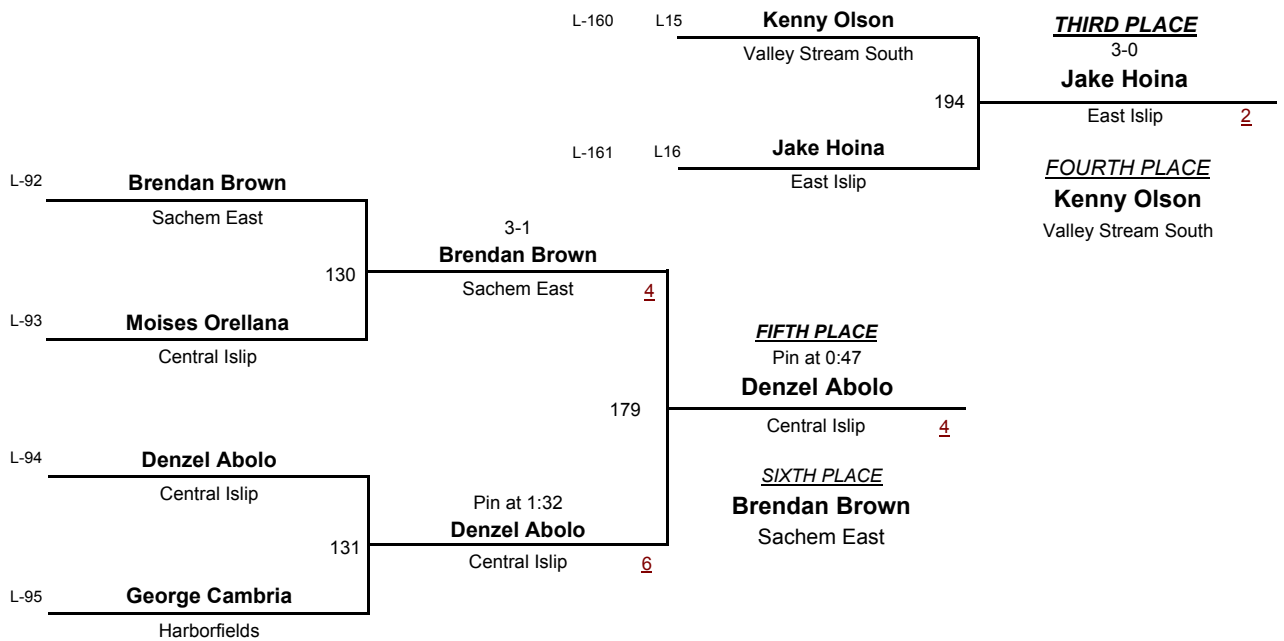 L-160 L15 Kenny Olson
Valley Stream South
THIRD PLACE
3-0
Jake Hoina
194
East Islip 2
L-161 L16 Jake Hoina
East Islip
FOURTH PLACE
Kenny Olson
Valley Stream South
L-92 Brendan Brown
Sachem East
3-1
130 Brendan Brown
Sachem East 4
L-93 Moises Orellana
Central Islip
FIFTH PLACE
Pin at 0:47
Denzel Abolo
179
Central Islip 4
L-94 Denzel Abolo
Central Islip
SIXTH PLACE
Brendan Brown
Sachem East
Pin at 1:32
Denzel Abolo
131
Central Islip 6
L-95 George Cambria
Harborfields